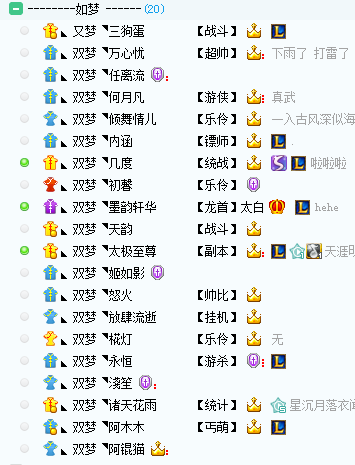 --------如梦 ------ (20)
又梦 ◥三狗蛋 【战斗】
双梦 ◥万心忧 【超帅】 下雨了 打雷了
双梦 ◥任离流
双梦 ◥何月凡 【游侠】 真武
双梦 ◥倾舞情儿 【乐伶】 一入古风深似海
双梦 ◥内涵 【镖师】 .
双梦 ◥几度 【统战】 啦啦啦
双梦 ◥初馨 【乐伶】
双梦 ◥墨韵轩华 【龙首】太白 hehe
双梦 ◥天韵 【战斗】
双梦 ◥太极至尊 【副本】 天涯明
双梦 ◥姬如影
双梦 ◥怒火 【帅比】
双梦 ◥放肆流逝 【挂机】
双梦 ◥椛灯 【乐伶】 无
双梦 ◥永恒 【游杀】
双梦 ◥淺笙
双梦 ◥诸天花雨 【统计】 星沉月落衣
双梦 ◥阿木木 【丐萌】
双梦 ◥阿锟猫